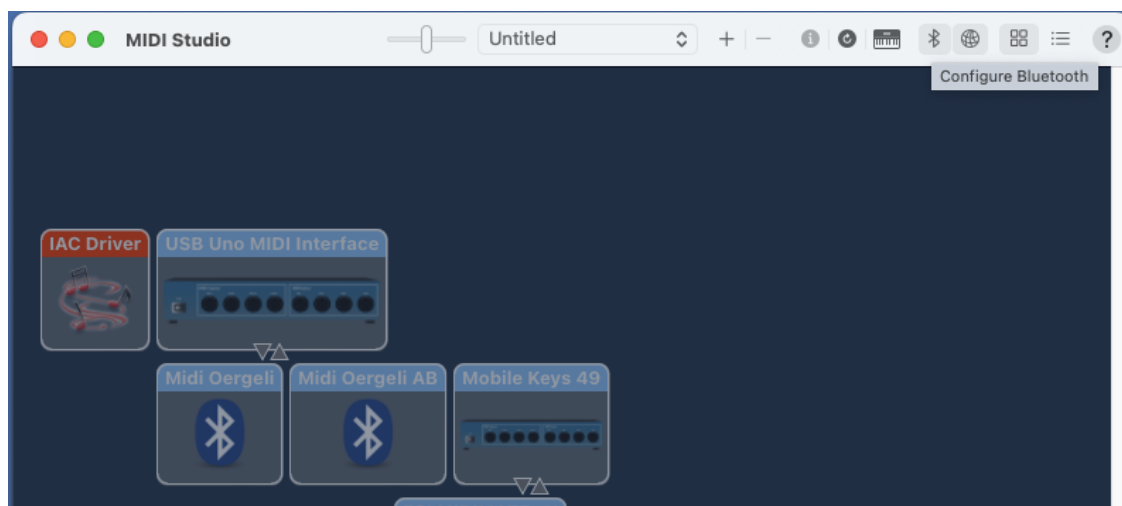 MIDI Studio Untitled ?
Configure Bluetooth
IAC Driver USB Uno MIDI Interface
Midi Oergeli Midi Oergeli AB Mobile Keys 49